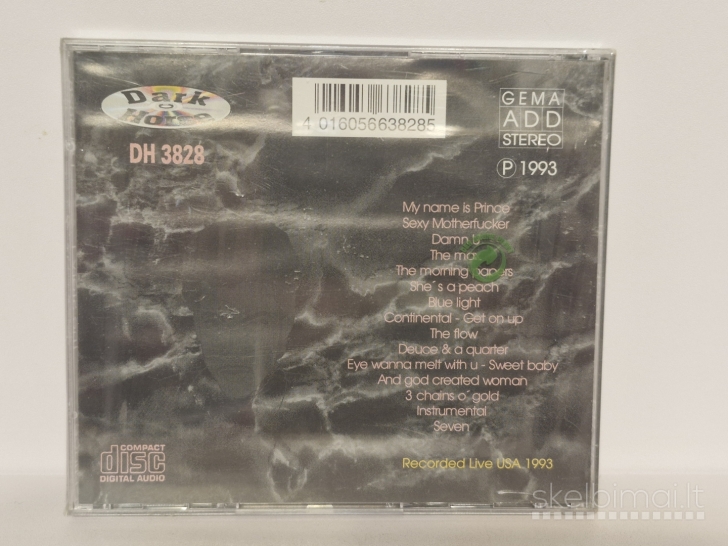 Dark
Horse
DH 3828
4 016056 638285
GEMA
ADD
STEREO
P 1993
My name is Prince
Sexy Motherfucker
Damn
The
The morning papers
She´s a peach
Blue light
Continental - Get on up
The flow
Deuce & a quarter
Eye wanna melt with u - Sweet baby
And god created womah
3 chains o´ gold
Instrumental
Seven
Recorded Live USA 1993
COMPACT
disc
DIGITAL AUDIO
skelbimai.lt